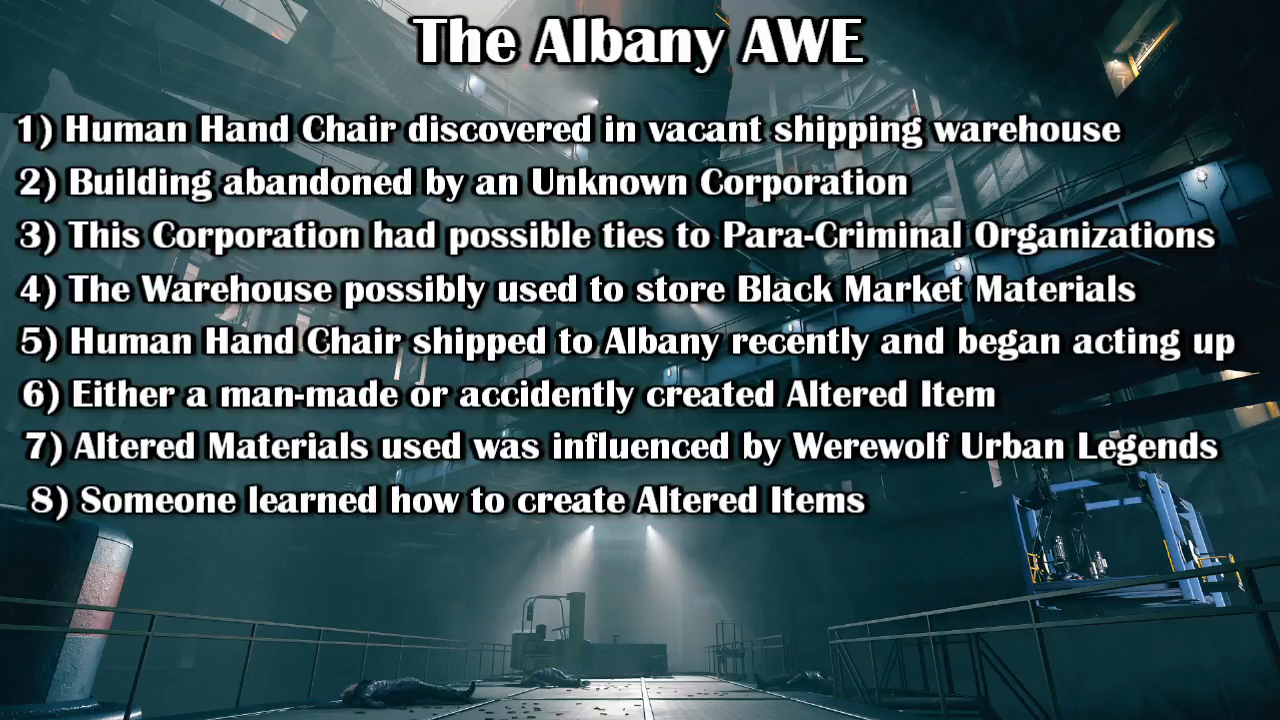 The Albany AWE
1) Human Hand Chair discovered in vacant shipping warehouse
2) Building abandoned by an Unknown Corporation
3) This Corporation had possible ties to Para-Criminal Organizations
4) The Warehouse possibly used to store Black Market Materials
5) Human Hand Chair shipped to Albany recently and began acting up
6) Either a man-made or accidently created Altered Item
7) Altered Materials used was influenced by Werewolf Urban Legends
8) Someone learned how to create Altered Items